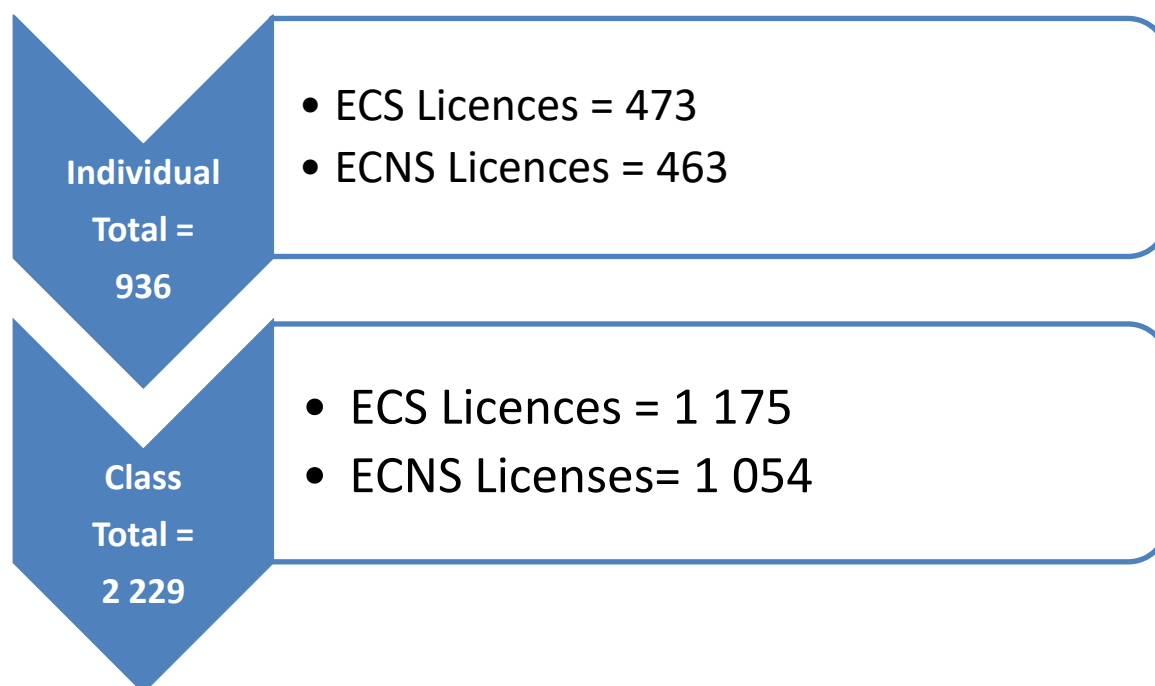 Individual
Total =
936
• ECS Licences = 473
• ECNS Licences = 463
Class
Total =
2 229
• ECS Licences = 1 175
• ECNS Licenses= 1 054